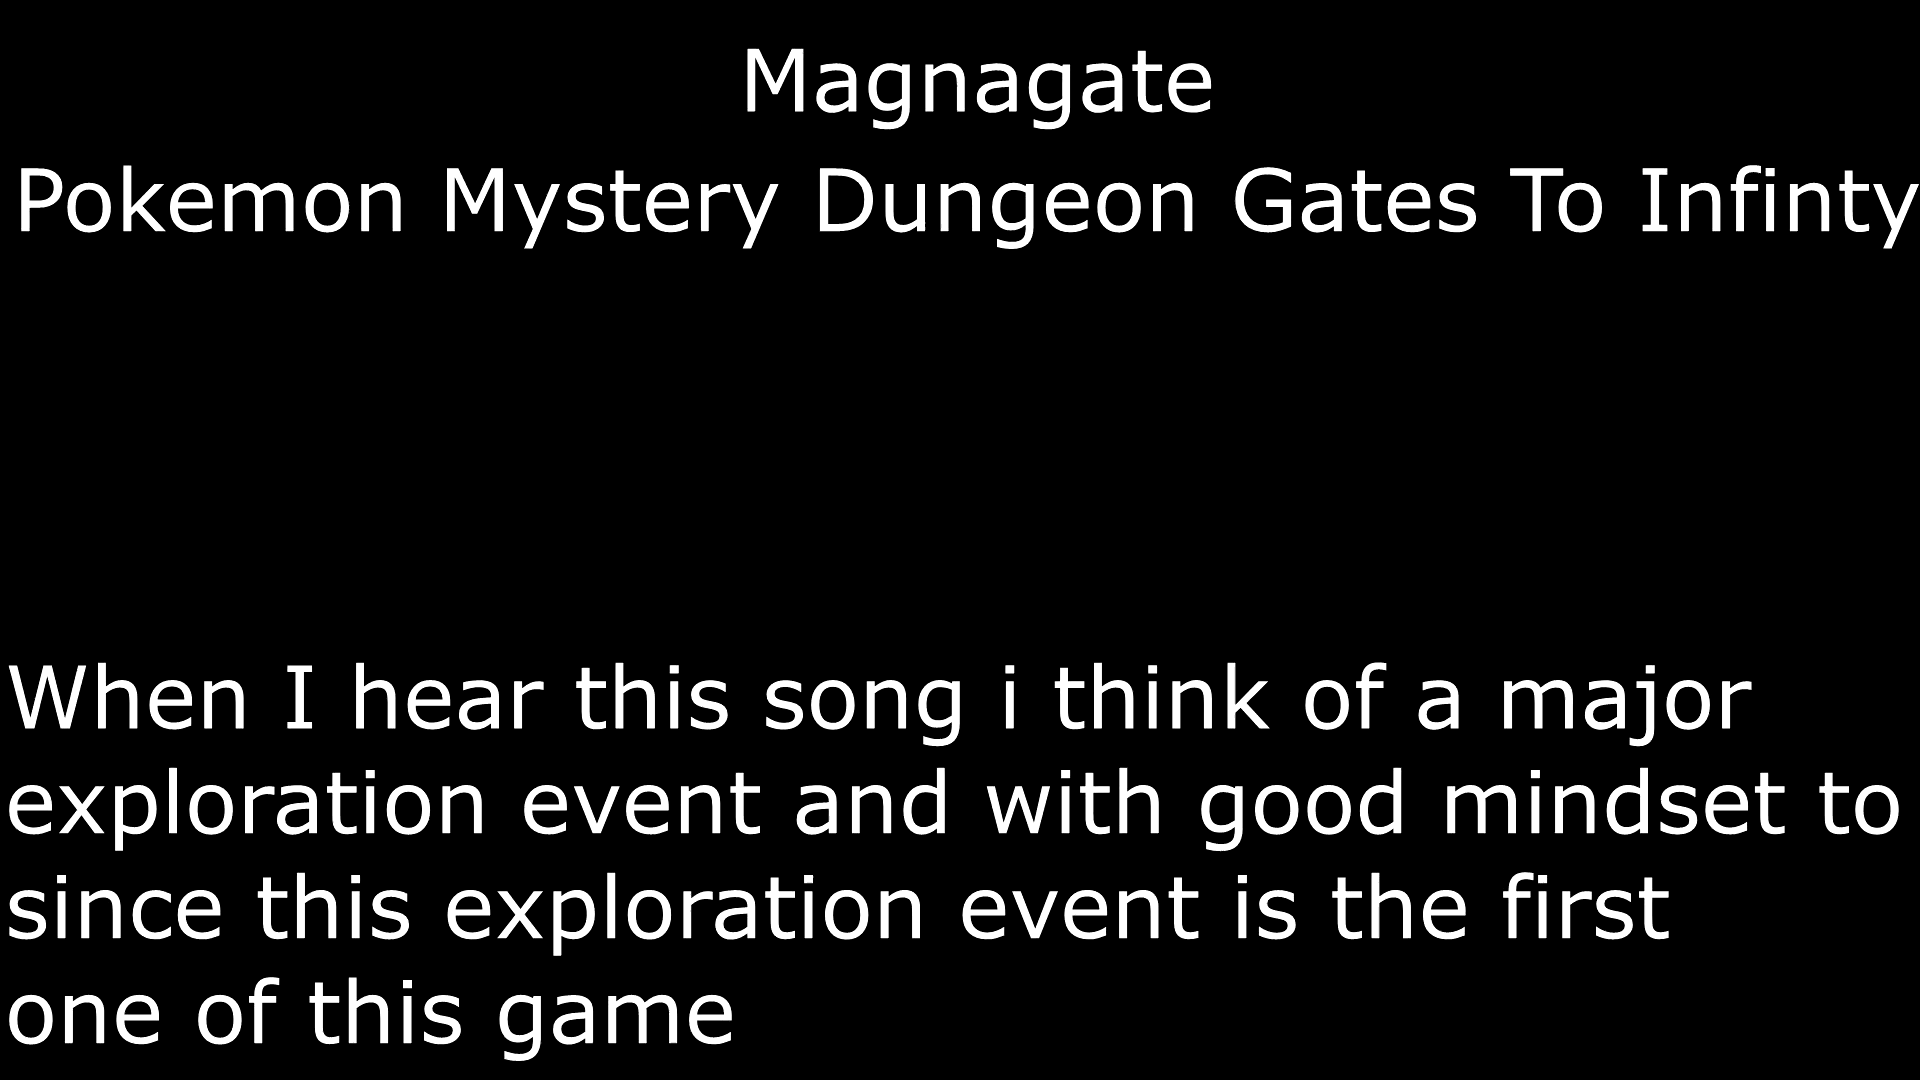 Magnagate
Pokemon Mystery Dungeon Gates To Infinty
When I hear this song i think of a major
exploration event and with good mindset to
since this exploration event is the first
one of this game